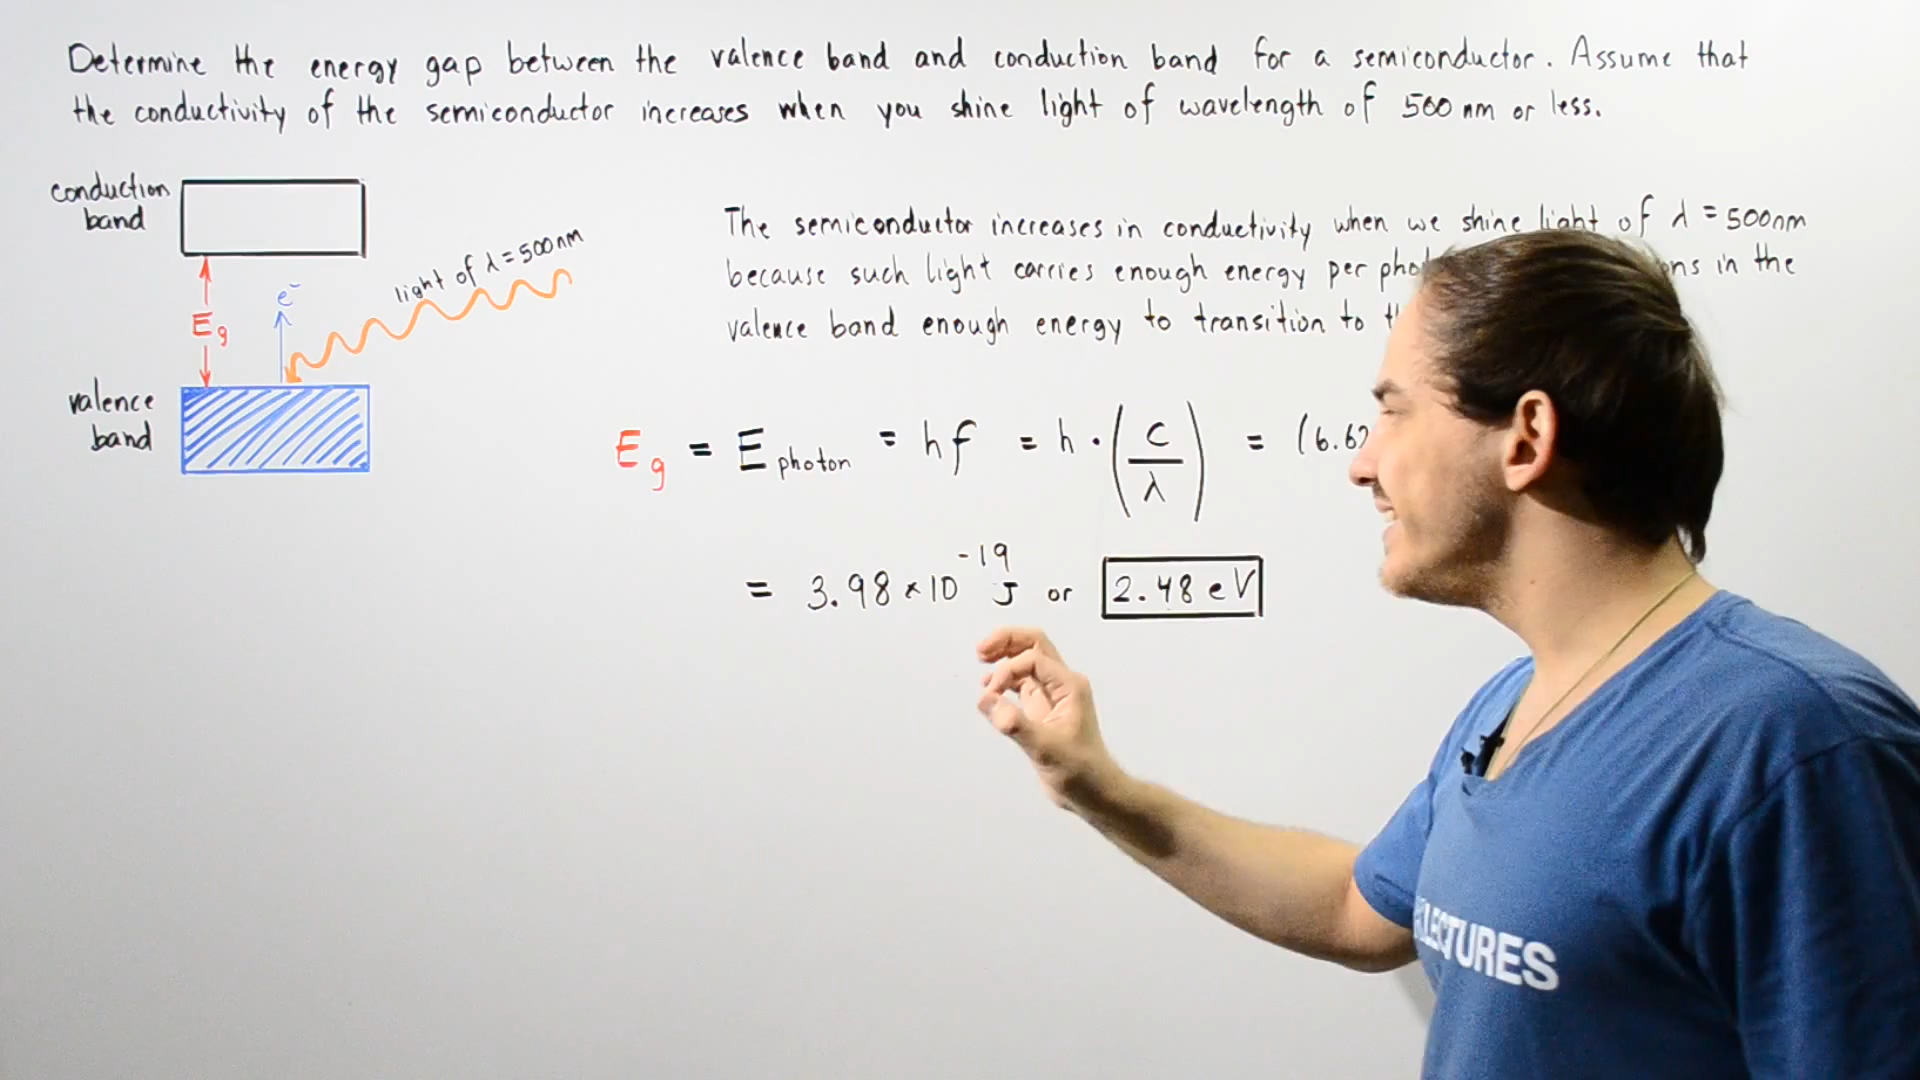 Determine the energy gap between the valence band and conduction band for a semiconductor. Assume that
the conductivity of the semiconductor increases when you shine light of wavelength of 500 nm or less.
conduction
band
Eg
e⁻
light of λ = 500nm
valence
band
The semiconductor increases in conductivity when we shine light of λ = 500nm
because such light carries enough energy per in the
valence band enough energy to transition to
Eg = Ephoton = hf = h · (c/λ) = (6.62
= 3.98 × 10⁻¹⁹ J or 2.48 eV
LECTURES